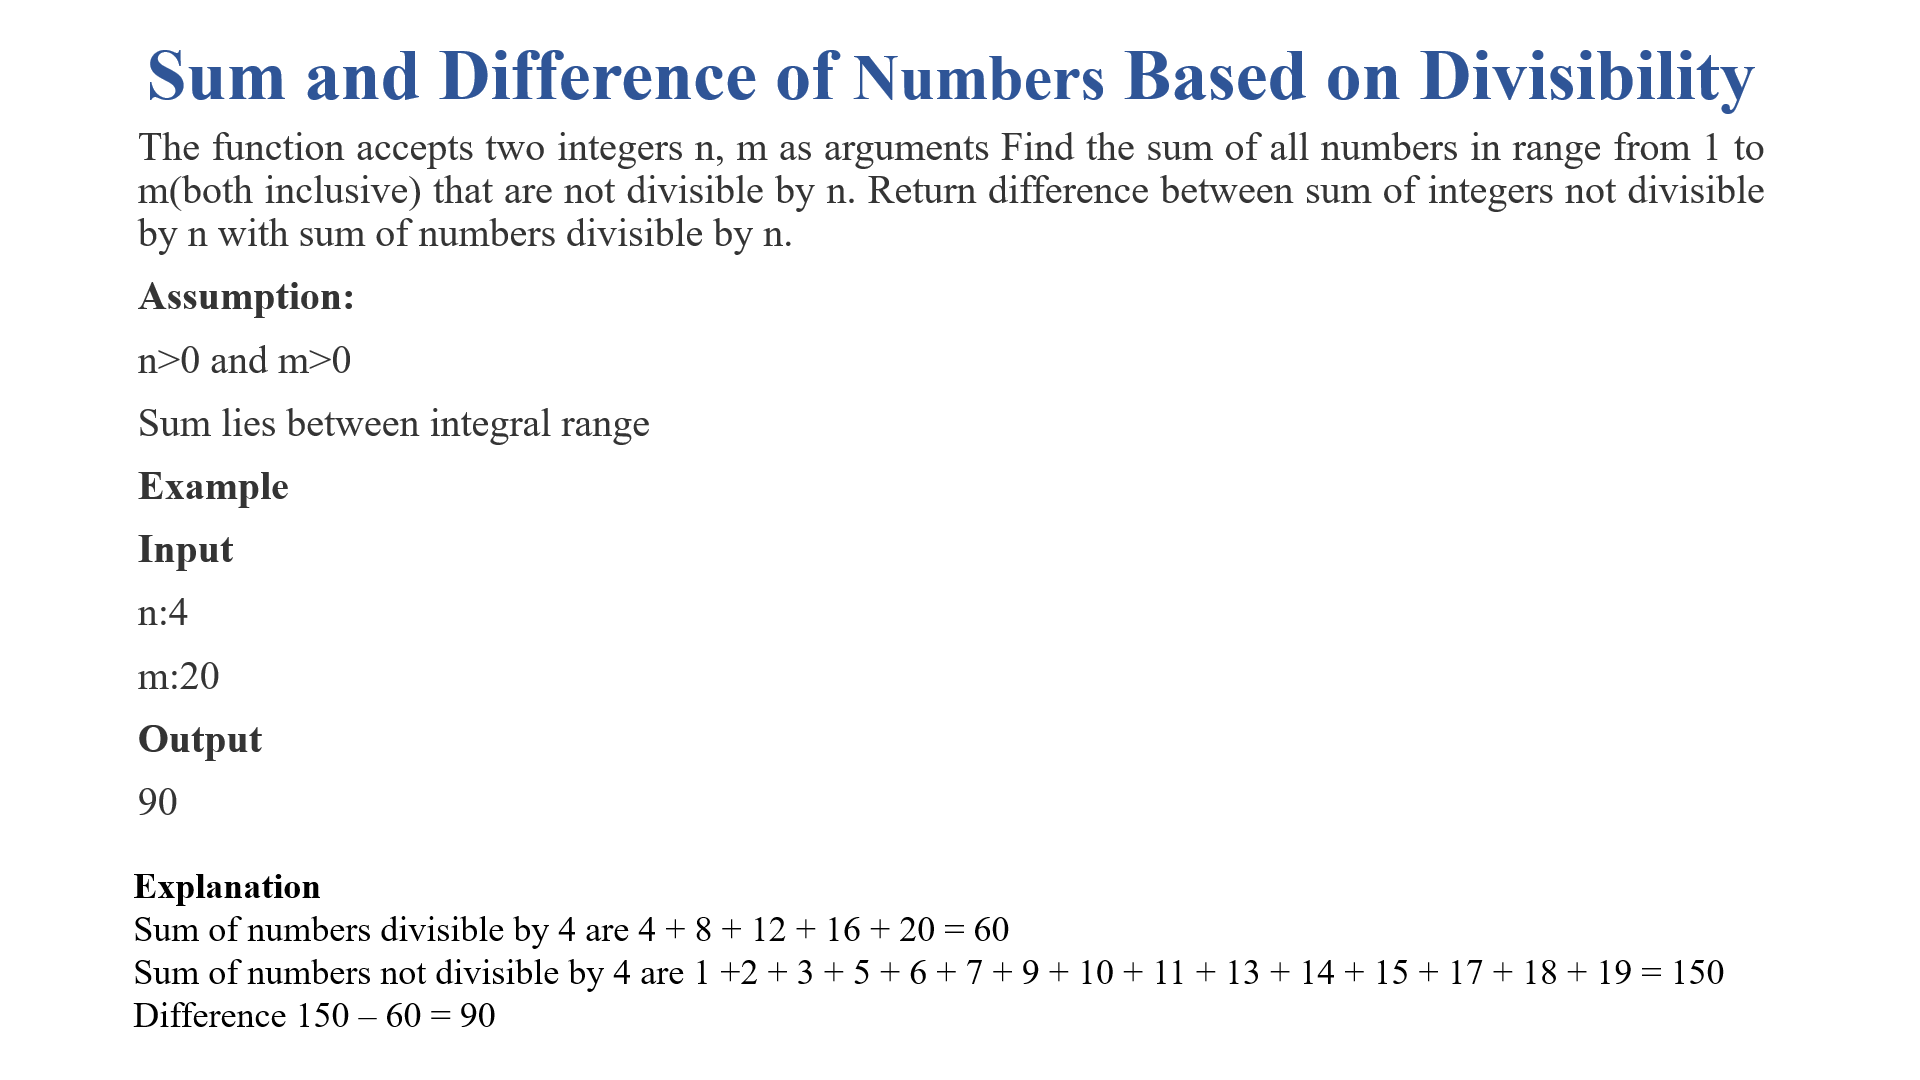 Sum and Difference of Numbers Based on Divisibility
The function accepts two integers n, m as arguments Find the sum of all numbers in range from 1 to
m(both inclusive) that are not divisible by n. Return difference between sum of integers not divisible
by n with sum of numbers divisible by n.
Assumption:
n>0 and m>0
Sum lies between integral range
Example
Input
n:4
m:20
Output
90
Explanation
Sum of numbers divisible by 4 are 4 + 8 + 12 + 16 + 20 = 60
Sum of numbers not divisible by 4 are 1 +2 + 3 + 5 + 6 + 7 + 9 + 10 + 11 + 13 + 14 + 15 + 17 + 18 + 19 = 150
Difference 150 – 60 = 90